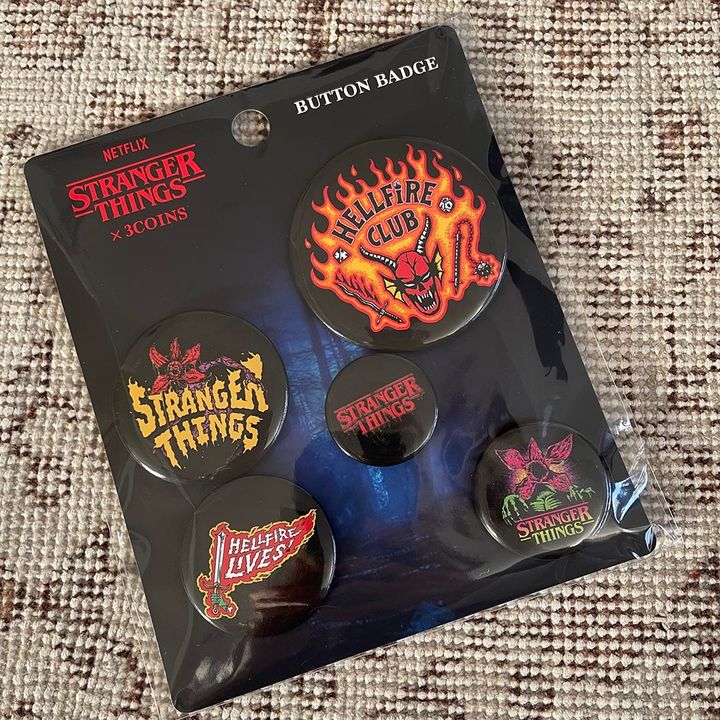 BUTTON BADGE
NETFLIX
STRANGER
THINGS
×3COINS
HELLFIRE
CLUB
STRANGER
THINGS
STRANGER
THINGS
STRANGER
THINGS
HELLFIRE
LIVES!